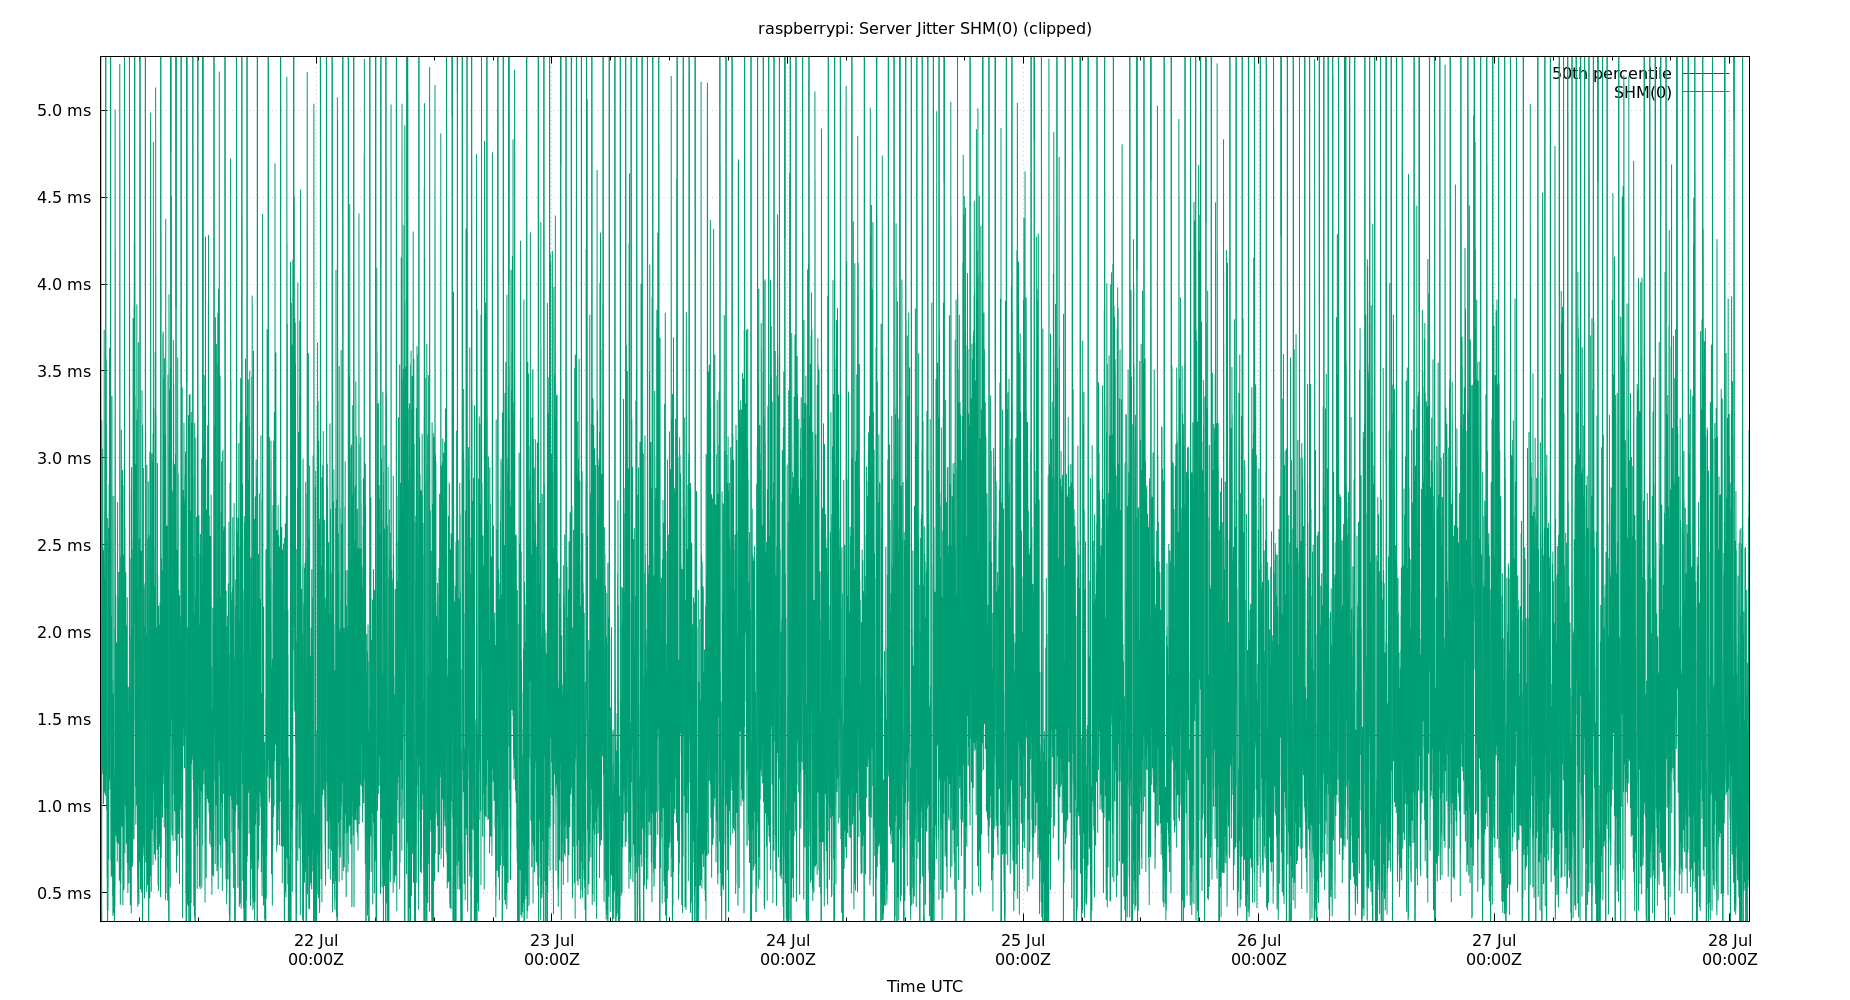 raspberrypi: Server Jitter SHM(0) (clipped)
50th percentile
SHM(0)
5.0 ms
4.5 ms
4.0 ms
3.5 ms
3.0 ms
2.5 ms
2.0 ms
1.5 ms
1.0 ms
0.5 ms
22 Jul 23 Jul 24 Jul 25 Jul 26 Jul 27 Jul 28 Jul
00:00Z 00:00Z 00:00Z 00:00Z 00:00Z 00:00Z 00:00Z
Time UTC